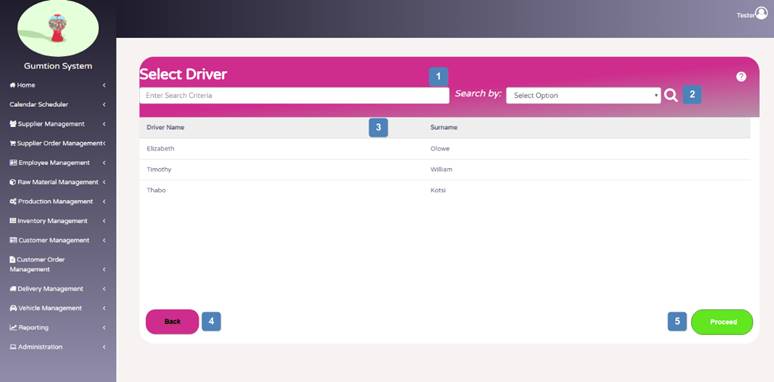 Tester
Gumtion System
Home
Calendar Scheduler
Supplier Management
Supplier Order Management
Employee Management
Raw Material Management
Production Management
Inventory Management
Customer Management
Customer Order
Management
Delivery Management
Vehicle Management
Reporting
Administration
Select Driver
1
?
Enter Search Criteria
Search by:
Select Option
2
Driver Name
3
Surname
Elizabeth
Olowe
Timothy
William
Thabo
Kotsi
Back
4
5
Proceed